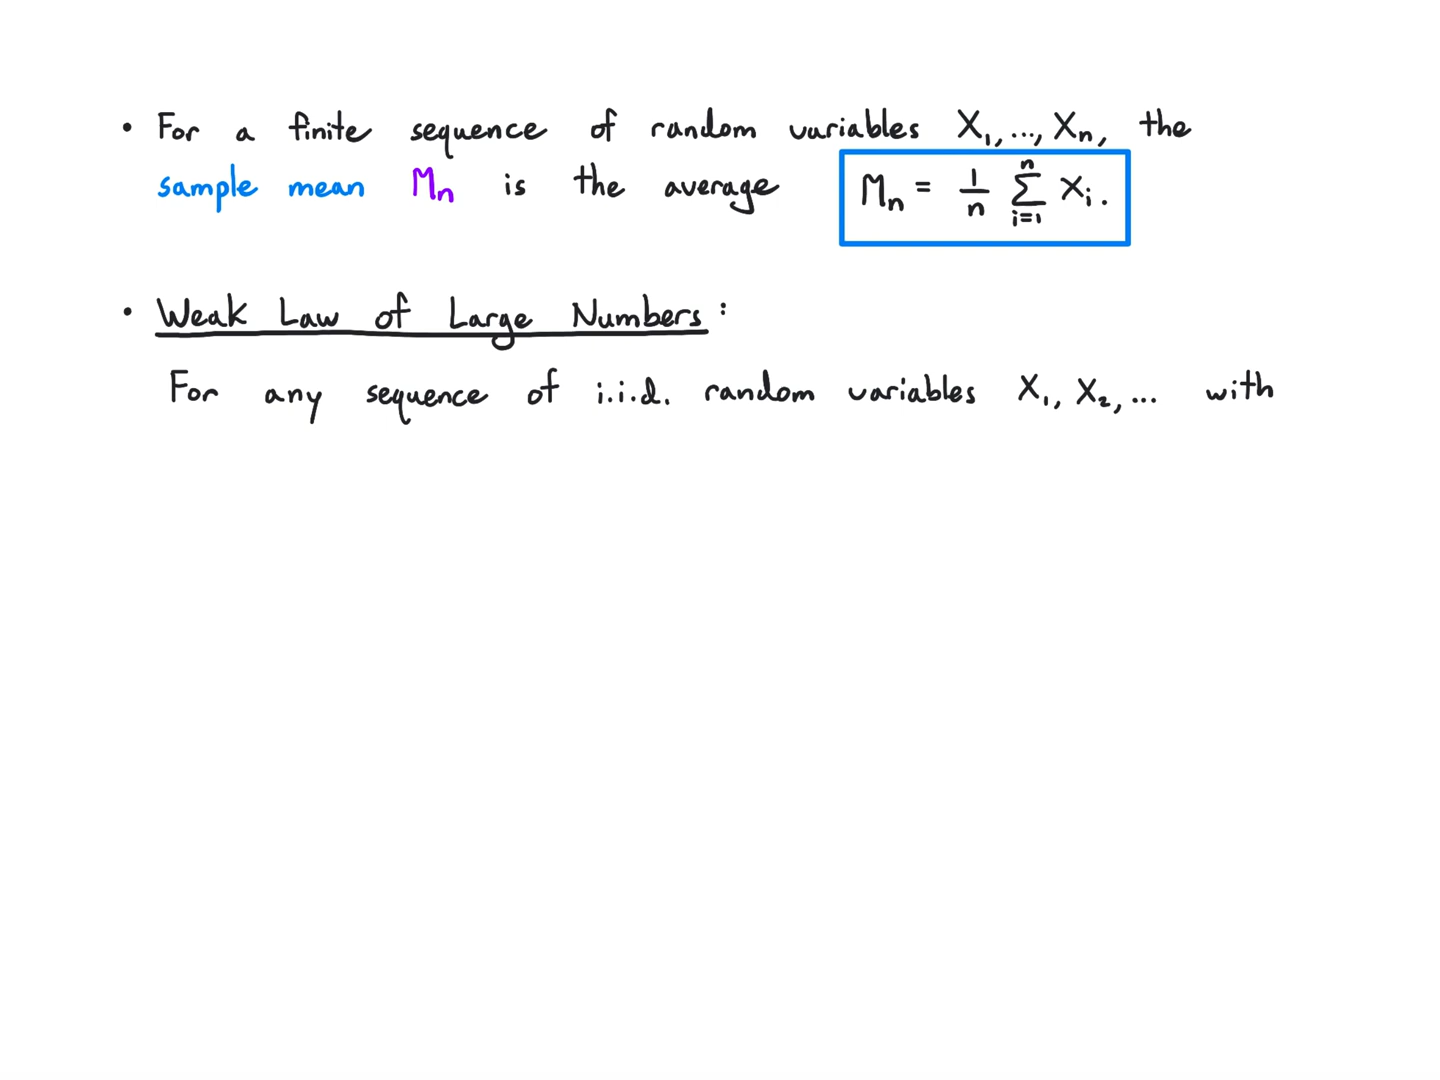 • For a finite sequence of random variables X₁, ..., Xₙ, the
sample mean Mₙ is the average Mₙ = 1/n ∑ᵢ₌₁ⁿ Xᵢ.
• Weak Law of Large Numbers:
For any sequence of i.i.d. random variables X₁, X₂, ... with